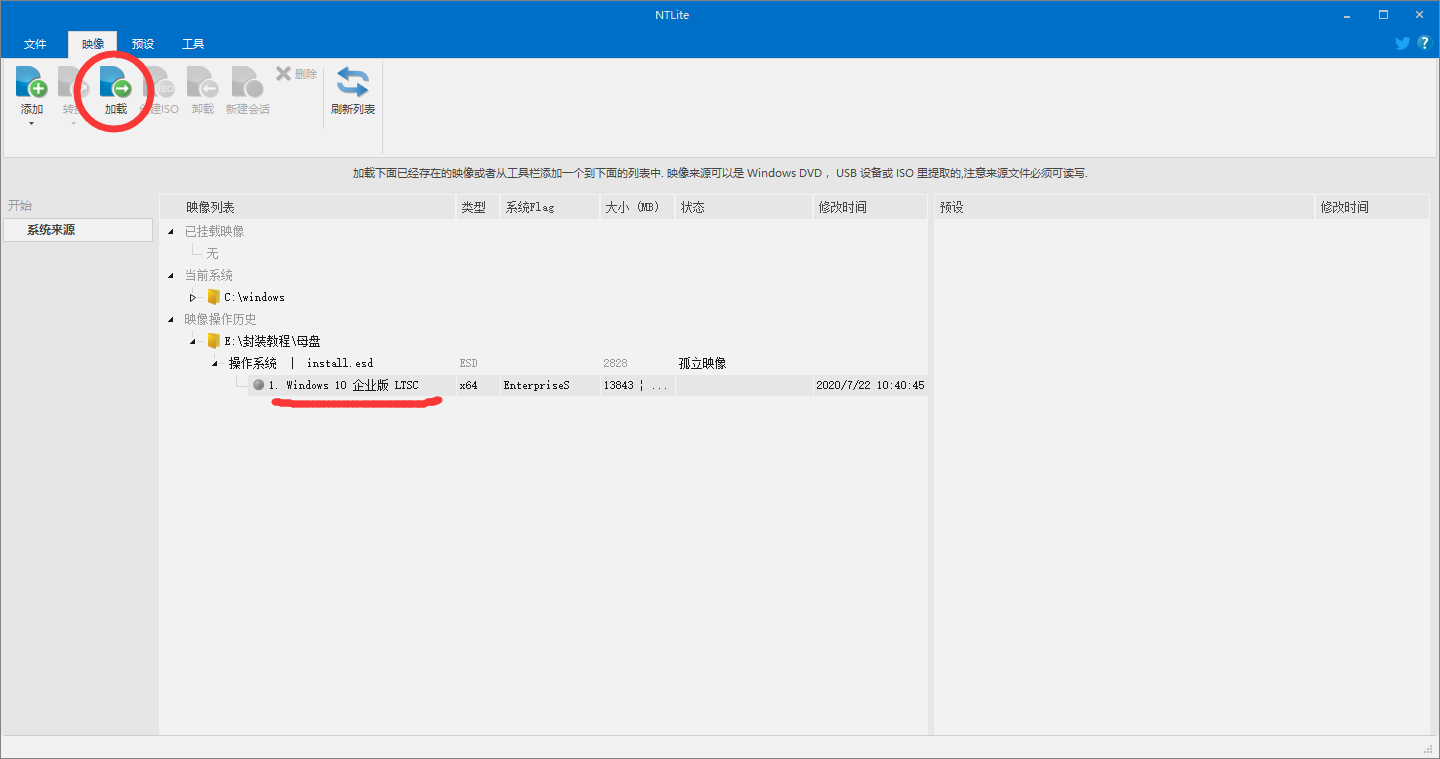 NTLite
文件 映像 预设 工具
添加 加载 卸载 新建会话 删除 刷新列表
加载下面已经存在的映像或者从工具栏添加一个到下面的列表中. 映像来源可以是 Windows DVD ， USB 设备或 ISO 里提取的,注意来源文件必须可读写.
开始
系统来源
映像列表 类型 系统Flag 大小 (MB) 状态 修改时间 预设 修改时间
已挂载映像
无
当前系统
C:\windows
映像操作历史
E:\封装教程\母盘
操作系统 | install.esd ESD 2828 孤立映像
1. Windows 10 企业版 LTSC x64 EnterpriseS 13843 ¦ ... 2020/7/22 10:40:45